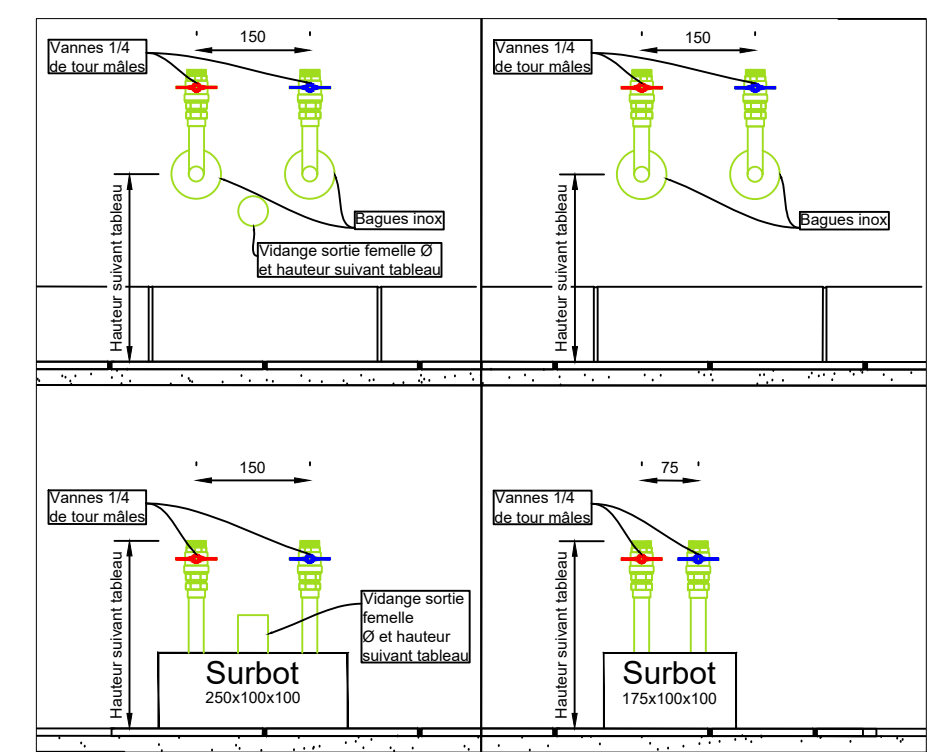 150
Vannes 1/4
de tour mâles
Hauteur suivant tableau
Bagues inox
Vidange sortie femelle Ø
et hauteur suivant tableau
150
Vannes 1/4
de tour mâles
Hauteur suivant tableau
Bagues inox
150
Vannes 1/4
de tour mâles
Hauteur suivant tableau
Vidange sortie
femelle
Ø et hauteur
suivant tableau
Surbot
250x100x100
75
Vannes 1/4
de tour mâles
Hauteur suivant tableau
Surbot
175x100x100